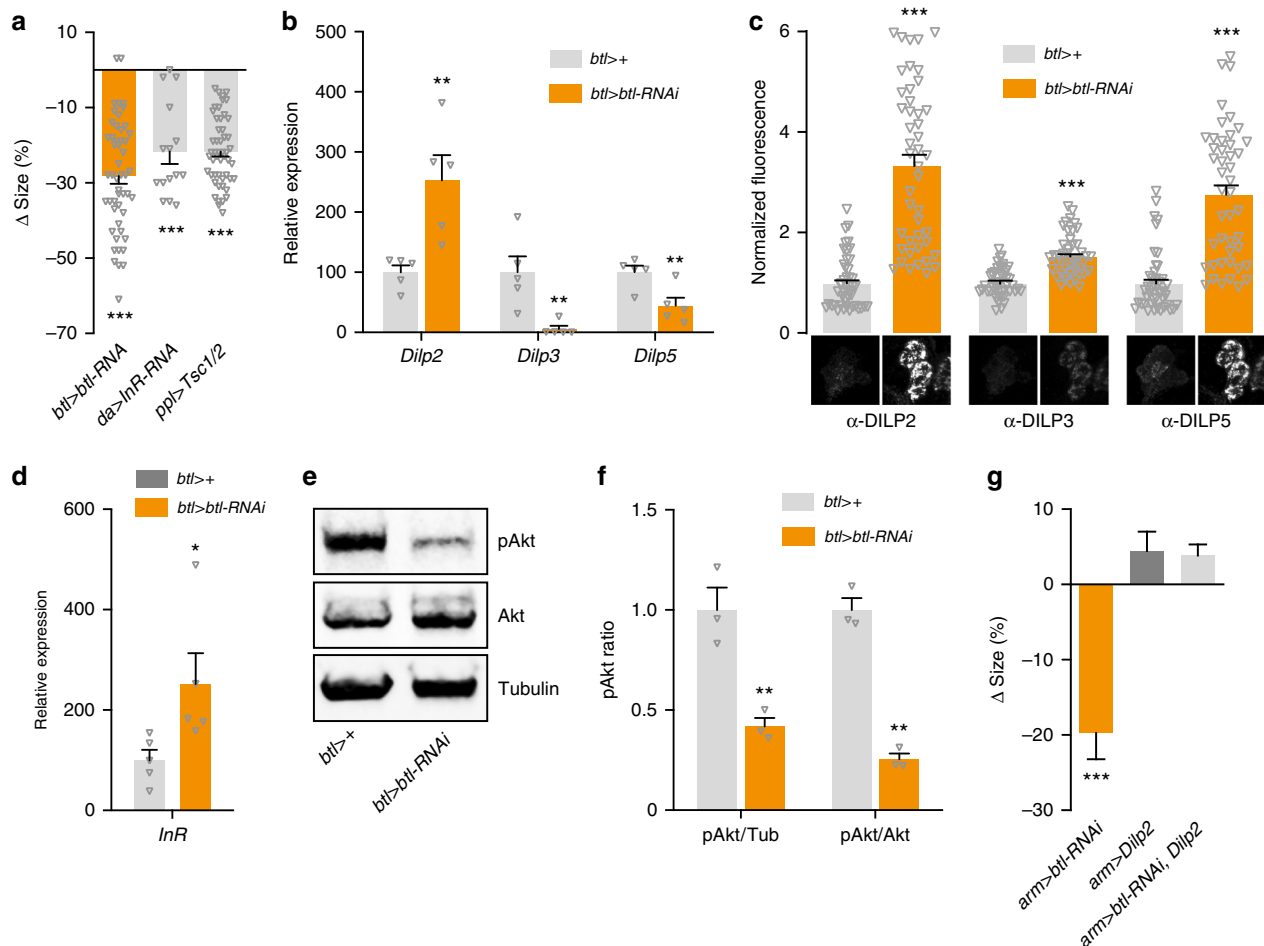 a
10
−10
−30
−50
−70
Δ Size (%)
***
***
***
btl>btl-RNA
da>InR-RNA
ppl>Tsc1/2
b
500
400
300
200
100
0
Relative expression
btl>+
btl>btl-RNAi
**
**
**
Dilp2
Dilp3
Dilp5
c
6
4
2
0
Normalized fluorescence
btl>+
btl>btl-RNAi
***
***
***
α-DILP2
α-DILP3
α-DILP5
d
btl>+
btl>btl-RNAi
600
400
200
0
Relative expression
*
InR
e
pAkt
Akt
Tubulin
btl>+
btl>btl-RNAi
f
btl>+
btl>btl-RNAi
1.5
1.0
0.5
0
pAkt ratio
**
**
pAkt/Tub
pAkt/Akt
g
10
0
−10
−20
−30
Δ Size (%)
***
arm>btl-RNAi
arm>Dilp2
arm>btl-RNAi, Dilp2